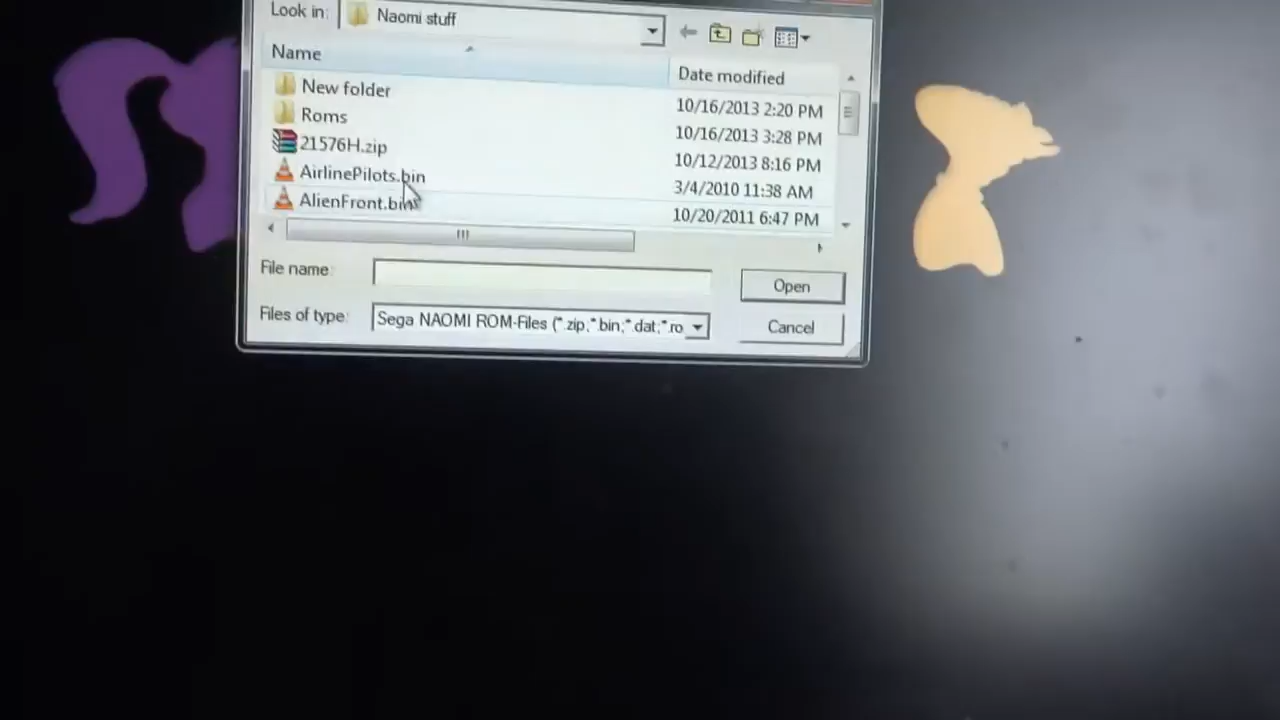 Look in: Naomi stuff
Name Date modified
New folder 10/16/2013 2:20 PM
Roms 10/16/2013 3:28 PM
21576H.zip 10/12/2013 8:16 PM
AirlinePilots.bin 3/4/2010 11:38 AM
AlienFront.bin 10/20/2011 6:47 PM
File name: Open
Files of type: Sega NAOMI ROM-Files (*.zip;*.bin;*.dat;*.ro Cancel